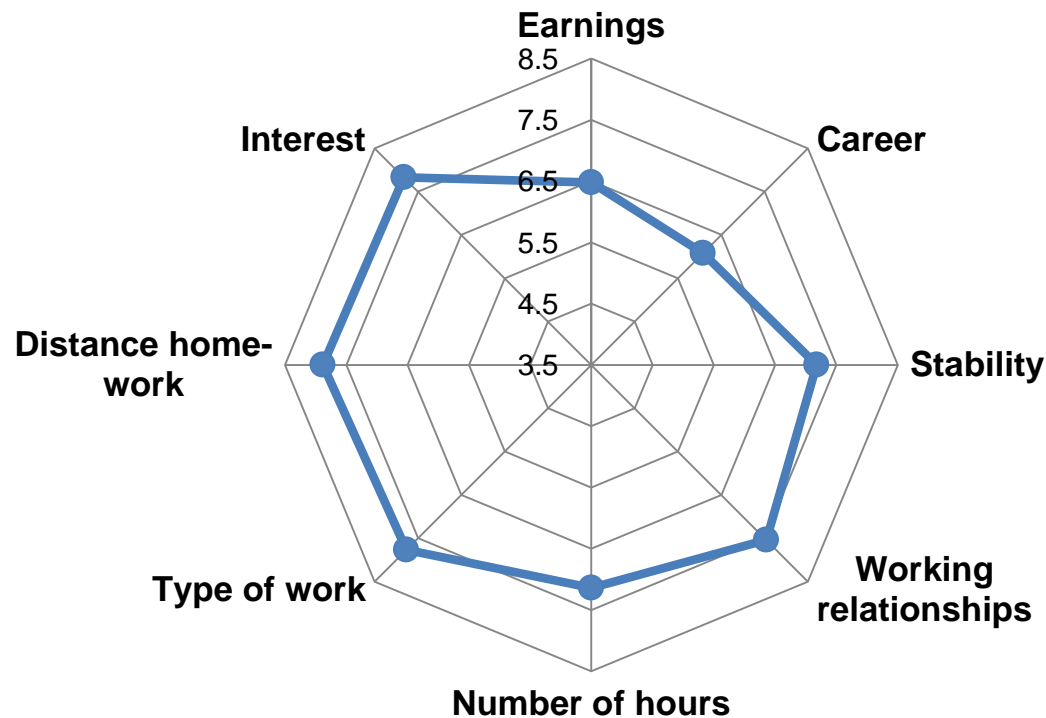 Earnings
8.5
7.5
6.5
5.5
4.5
3.5
Career
Stability
Working
relationships
Number of hours
Type of work
Distance home-
work
Interest